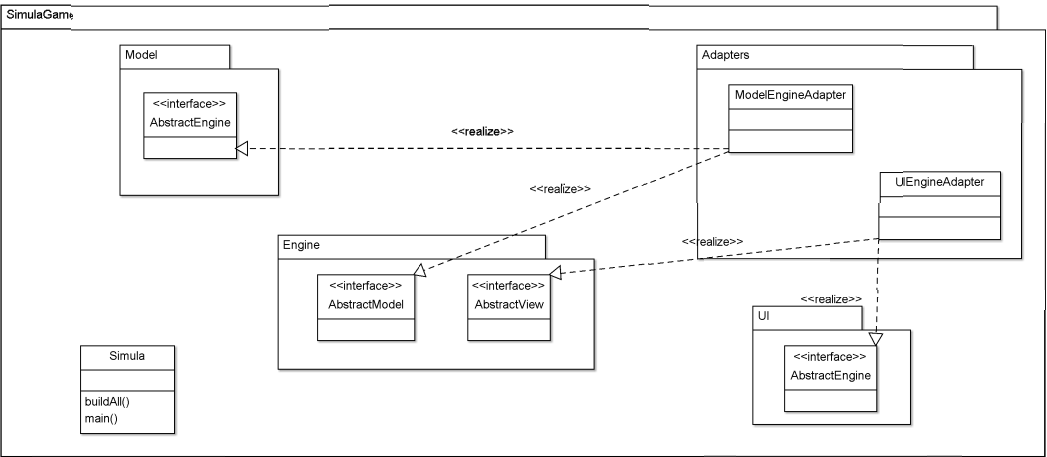 SimulaGame
Model
Adapters
<<interface>>
AbstractEngine
ModelEngineAdapter
<<realize>>
<<realize>>
UIEngineAdapter
Engine
<<realize>>
<<interface>>
AbstractModel
<<interface>>
AbstractView
<<realize>>
UI
Simula
<<interface>>
AbstractEngine
buildAll()
main()